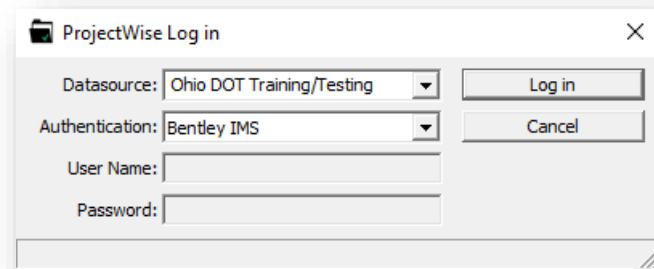 ProjectWise Log in
Datasource: Ohio DOT Training/Testing Log in
Authentication: Bentley IMS Cancel
User Name:
Password: